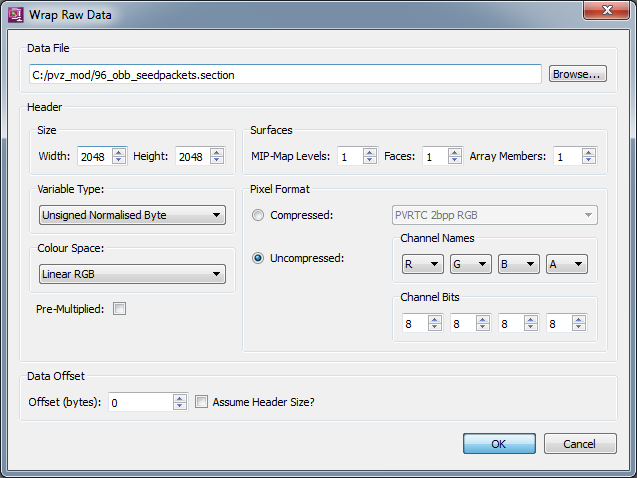 Wrap Raw Data
Data File
C:/pvz_mod/96_obb_seedpackets.section
Browse...
Header
Size
Width: 2048 Height: 2048
Surfaces
MIP-Map Levels: 1 Faces: 1 Array Members: 1
Variable Type:
Unsigned Normalised Byte
Colour Space:
Linear RGB
Pre-Multiplied:
Pixel Format
Compressed: PVRTC 2bpp RGB
Uncompressed:
Channel Names
R G B A
Channel Bits
8 8 8 8
Data Offset
Offset (bytes): 0 Assume Header Size?
OK Cancel